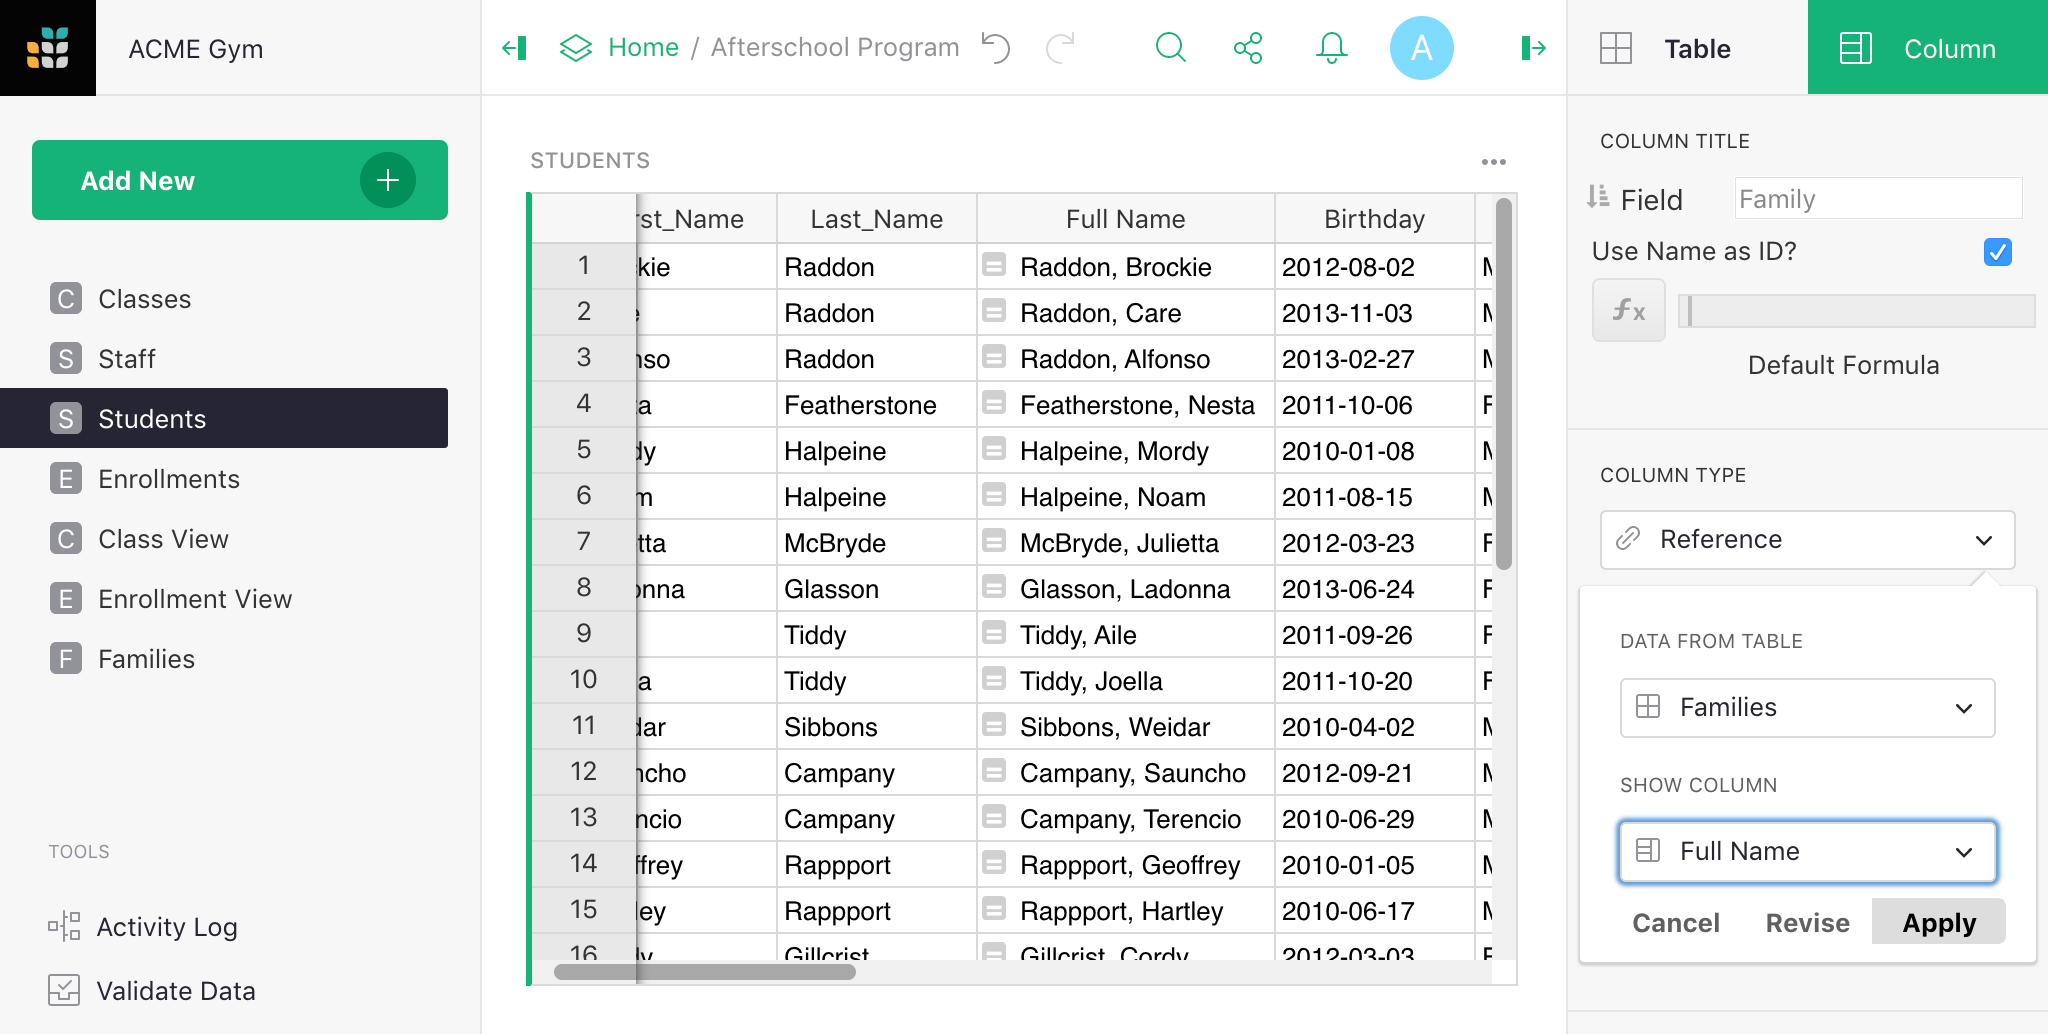 ACME Gym
Home / Afterschool Program
A
Table
Column
Add New
C Classes
S Staff
S Students
E Enrollments
C Class View
E Enrollment View
F Families
TOOLS
Activity Log
Validate Data
STUDENTS
rst_Name Last_Name Full Name Birthday
1 kie Raddon Raddon, Brockie 2012-08-02 M
2 e Raddon Raddon, Care 2013-11-03 M
3 nso Raddon Raddon, Alfonso 2013-02-27 M
4 ta Featherstone Featherstone, Nesta 2011-10-06 F
5 dy Halpeine Halpeine, Mordy 2010-01-08 M
6 m Halpeine Halpeine, Noam 2011-08-15 M
7 tta McBryde McBryde, Julietta 2012-03-23 F
8 onna Glasson Glasson, Ladonna 2013-06-24 F
9 Tiddy Tiddy, Aile 2011-09-26 F
10 a Tiddy Tiddy, Joella 2011-10-20 F
11 dar Sibbons Sibbons, Weidar 2010-04-02 M
12 ncho Campany Campany, Sauncho 2012-09-21 M
13 ncio Campany Campany, Terencio 2010-06-29 M
14 ffrey Rappport Rappport, Geoffrey 2010-01-05 M
15 ley Rappport Rappport, Hartley 2010-06-17 M
16 dy Gillcrist Gillcrist, Cordy 2012-03-03 F
COLUMN TITLE
Field Family
Use Name as ID?
fx
Default Formula
COLUMN TYPE
Reference
DATA FROM TABLE
Families
SHOW COLUMN
Full Name
Cancel Revise Apply